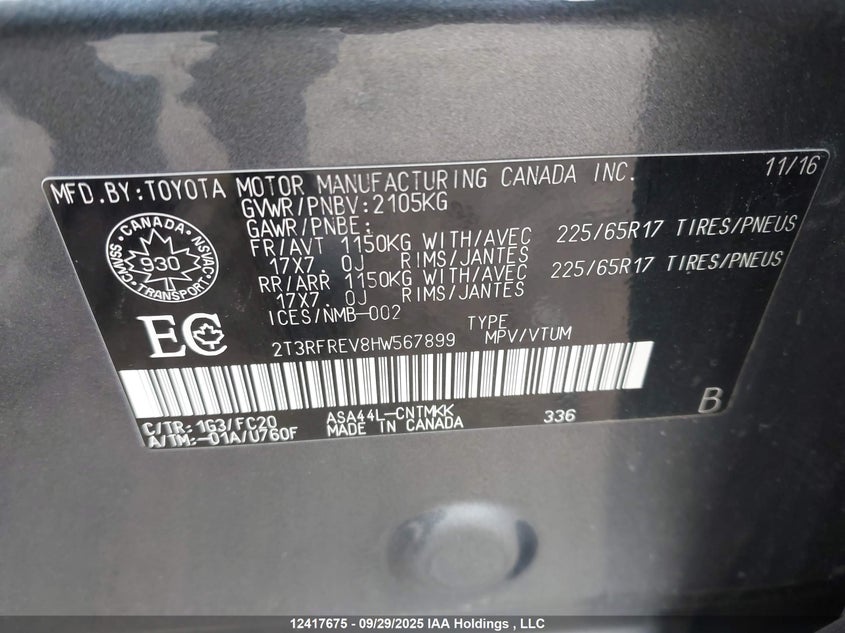 MFD.BY:TOYOTA MOTOR MANUFACTURING CANADA INC. 11/16
GVWR/PNBV:2105KG
GAWR/PNBE:
FR/AVT 1150KG WITH/AVEC 225/65R17 TIRES/PNEUS
17X7.0J RIMS/JANTES
RR/ARR 1150KG WITH/AVEC 225/65R17 TIRES/PNEUS
17X7.0J RIMS/JANTES
ICES/NMB-002
CANADA
CMVSS NSVAC
930
TRANSPORT
EC
TYPE
2T3RFREV8HW567899 MPV/VTUM
C/TR: 1G3/FC20 ASA44L-CNTMKK 336 B
A/TM:-01A/U760F MADE IN CANADA
12417675 - 09/29/2025 IAA Holdings , LLC